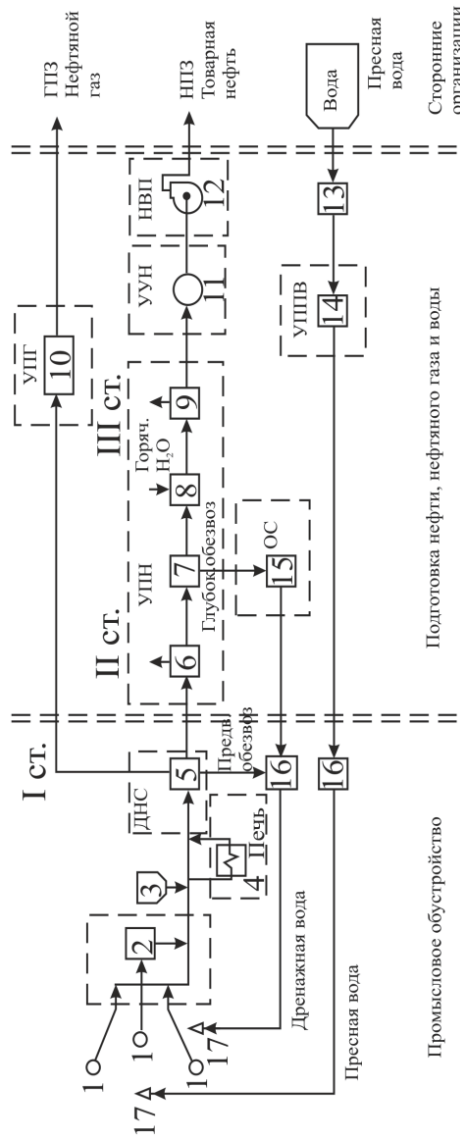 I ст.
II ст.
III ст.
УПГ
10
ГПЗ
Нефтяной
газ
1
1
1
2
3
4
Печь
ДНС
5
Предв.
обезвоз
УПН
6
7
Глубок.обезвоз
8
Горяч.
H₂O
9
УУН
11
НВП
12
НПЗ
Товарная
нефть
ОС
15
УППВ
14
13
Вода
Пресная
вода
16
16
17
17
Дренажная вода
Пресная вода
Промысловое обустройство
Подготовка нефти, нефтяного газа и воды
Сторонние
организации